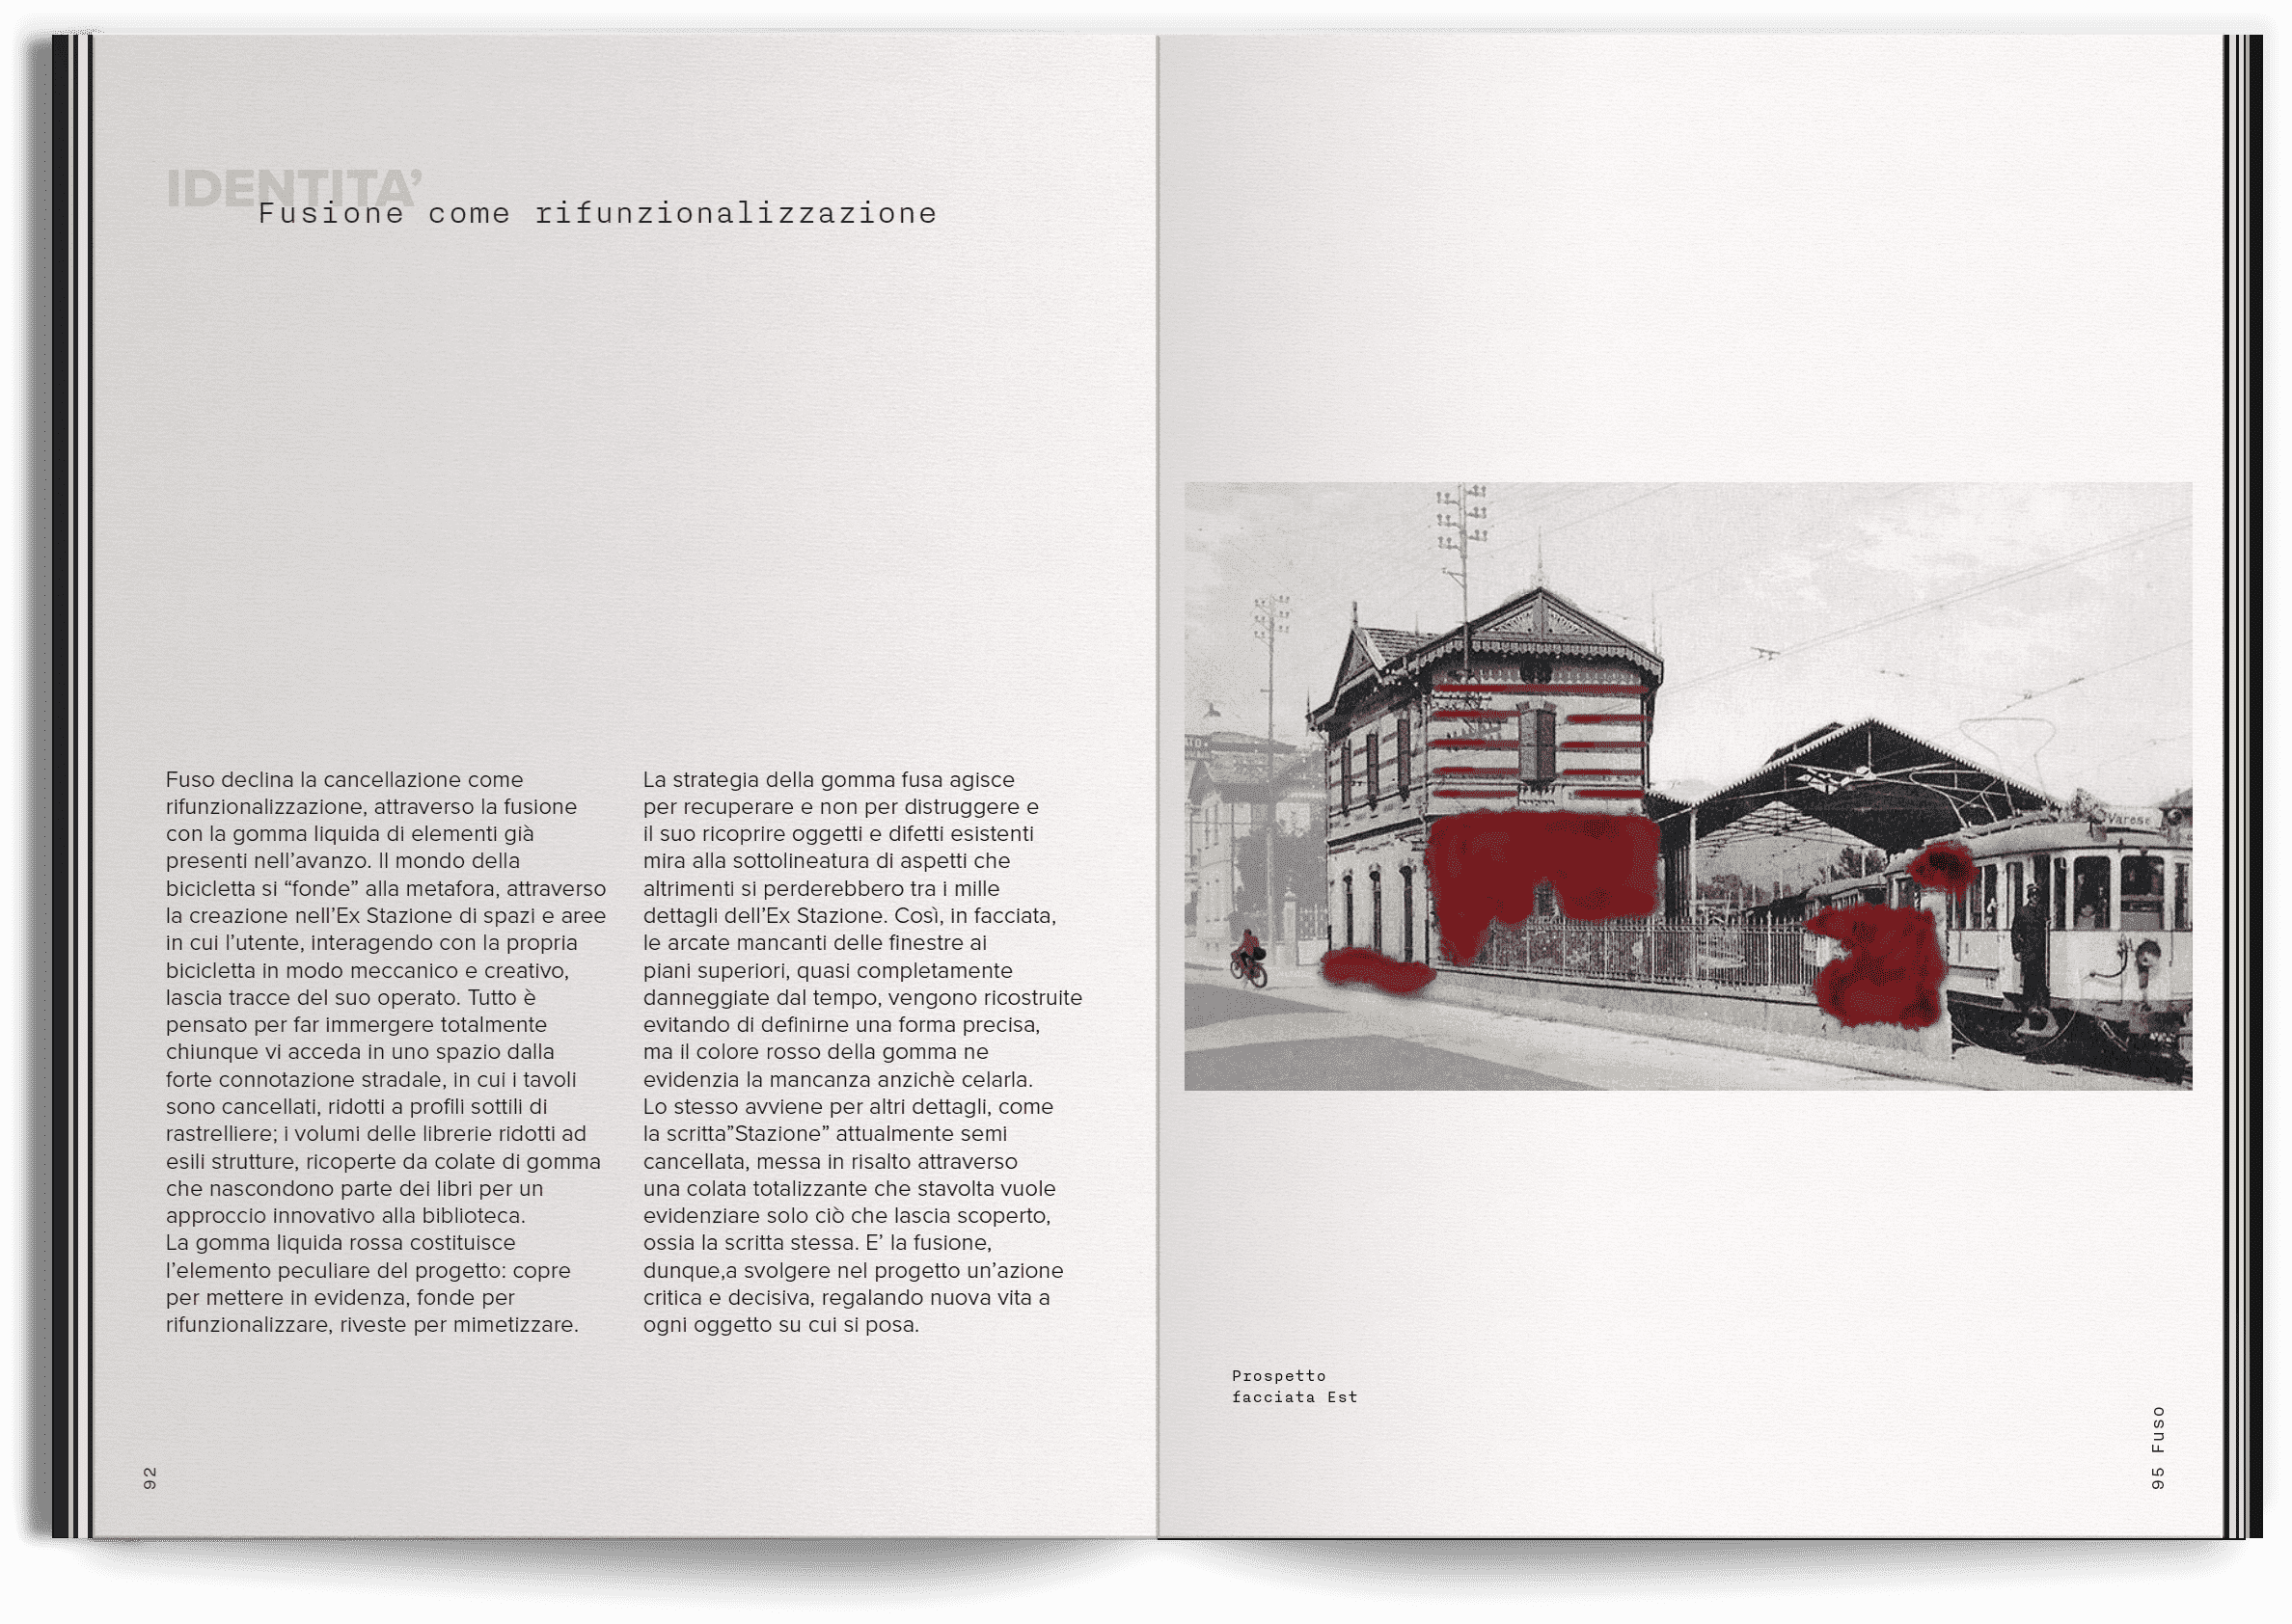 IDENTITA’
Fusione come rifunzionalizzazione
Fuso declina la cancellazione come
rifunzionalizzazione, attraverso la fusione
con la gomma liquida di elementi già
presenti nell’avanzo. Il mondo della
bicicletta si “fonde” alla metafora, attraverso
la creazione nell’Ex Stazione di spazi e aree
in cui l’utente, interagendo con la propria
bicicletta in modo meccanico e creativo,
lascia tracce del suo operato. Tutto è
pensato per far immergere totalmente
chiunque vi acceda in uno spazio dalla
forte connotazione stradale, in cui i tavoli
sono cancellati, ridotti a profili sottili di
rastrelliere; i volumi delle librerie ridotti ad
esili strutture, ricoperte da colate di gomma
che nascondono parte dei libri per un
approccio innovativo alla biblioteca.
La gomma liquida rossa costituisce
l’elemento peculiare del progetto: copre
per mettere in evidenza, fonde per
rifunzionalizzare, riveste per mimetizzare.
La strategia della gomma fusa agisce
per recuperare e non per distruggere e
il suo ricoprire oggetti e difetti esistenti
mira alla sottolineatura di aspetti che
altrimenti si perderebbero tra i mille
dettagli dell’Ex Stazione. Così, in facciata,
le arcate mancanti delle finestre ai
piani superiori, quasi completamente
danneggiate dal tempo, vengono ricostruite
evitando di definirne una forma precisa,
ma il colore rosso della gomma ne
evidenzia la mancanza anzichè celarla.
Lo stesso avviene per altri dettagli, come
la scritta”Stazione” attualmente semi
cancellata, messa in risalto attraverso
una colata totalizzante che stavolta vuole
evidenziare solo ciò che lascia scoperto,
ossia la scritta stessa. E’ la fusione,
dunque,a svolgere nel progetto un’azione
critica e decisiva, regalando nuova vita a
ogni oggetto su cui si posa.
92
Varese
Prospetto
facciata Est
95 Fuso